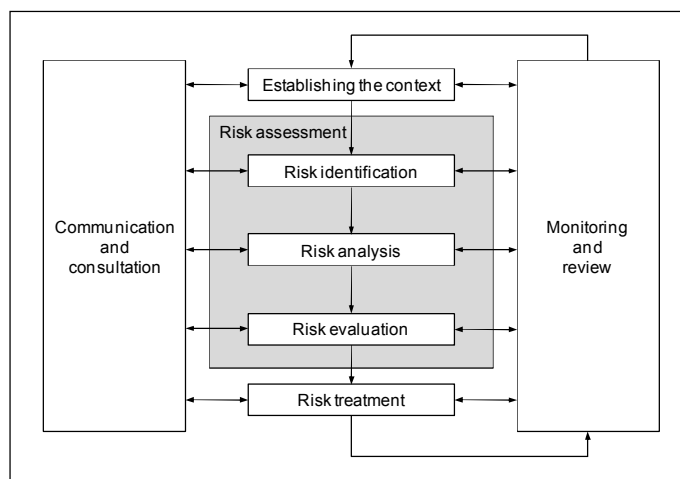 Establishing the context
Risk assessment
Risk identification
Communication
and
consultation
Risk analysis
Monitoring
and
review
Risk evaluation
Risk treatment